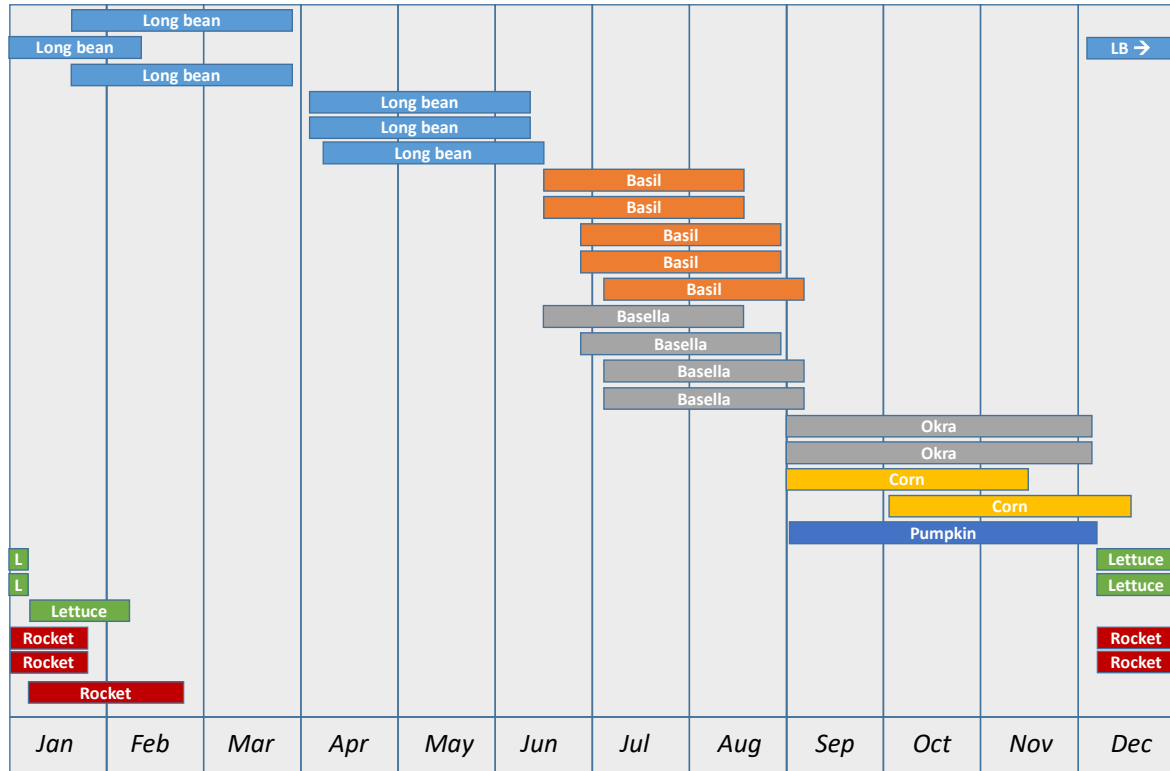 Long bean
Long bean LB →
Long bean
Long bean
Long bean
Long bean
Basil
Basil
Basil
Basil
Basil
Basella
Basella
Basella
Basella
Okra
Okra
Corn
Corn
Pumpkin
L Lettuce
L Lettuce
Lettuce
Rocket Rocket
Rocket Rocket
Rocket
Jan Feb Mar Apr May Jun Jul Aug Sep Oct Nov Dec